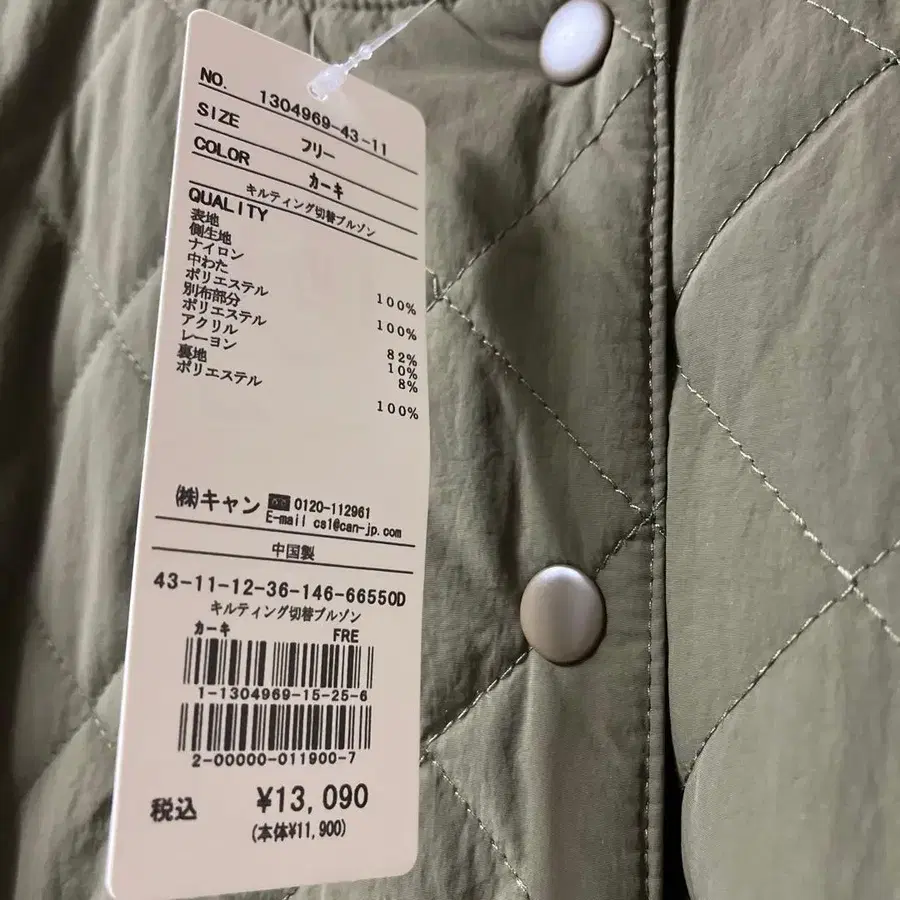 NO. 1304969-43-11
SIZE フリー
COLOR カーキ
キルティング切替ブルゾン
QUALITY
表地
側生地
ナイロン 100%
中わた
ポリエステル 100%
別布部分
ポリエステル 82%
アクリル 10%
レーヨン 8%
裏地
ポリエステル 100%
㈱キャン 0120-112961
E-mail cs1@can-jp.com
中国製
43-11-12-36-146-66550D
キルティング切替ブルゾン
カーキ FRE
1-1304969-15-25-6
2-00000-011900-7
税込 ¥13,090
(本体¥11,900)